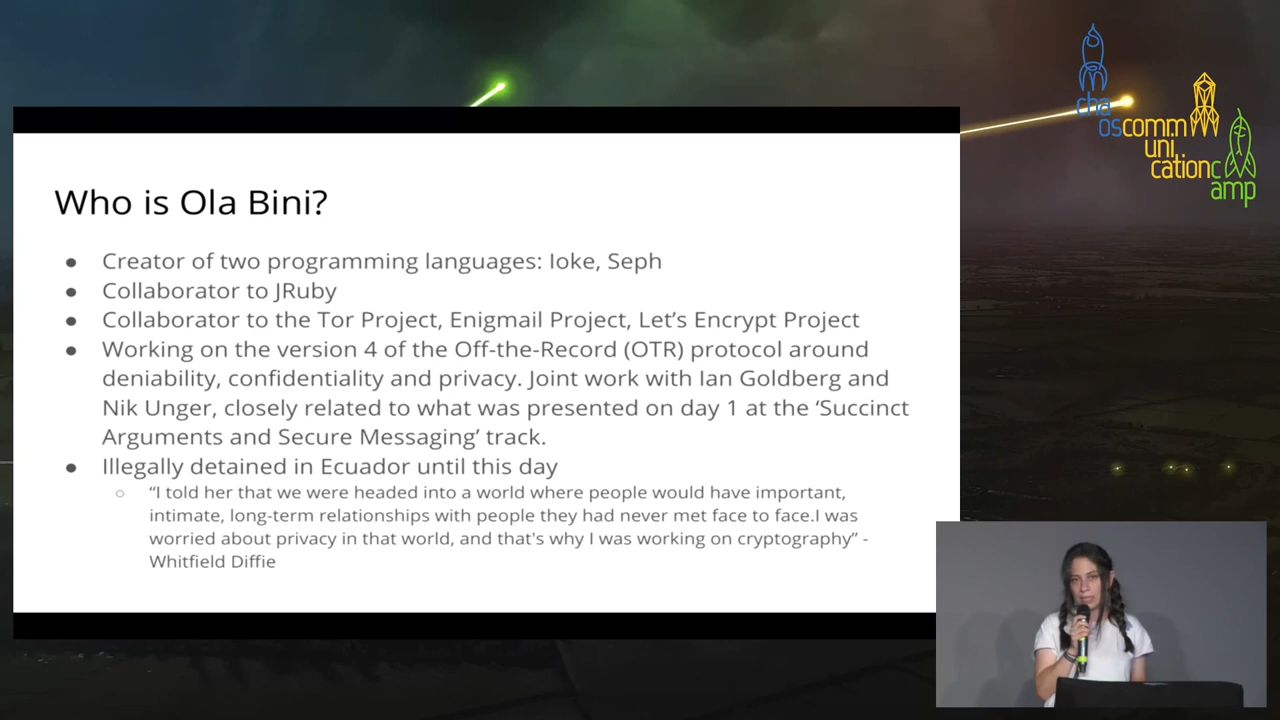 chaoscommunicationcamp
Who is Ola Bini?
● Creator of two programming languages: Ioke, Seph
● Collaborator to JRuby
● Collaborator to the Tor Project, Enigmail Project, Let’s Encrypt Project
● Working on the version 4 of the Off-the-Record (OTR) protocol around
deniability, confidentiality and privacy. Joint work with Ian Goldberg and
Nik Unger, closely related to what was presented on day 1 at the ‘Succinct
Arguments and Secure Messaging’ track.
● Illegally detained in Ecuador until this day
○ “I told her that we were headed into a world where people would have important,
intimate, long-term relationships with people they had never met face to face.I was
worried about privacy in that world, and that's why I was working on cryptography” -
Whitfield Diffie